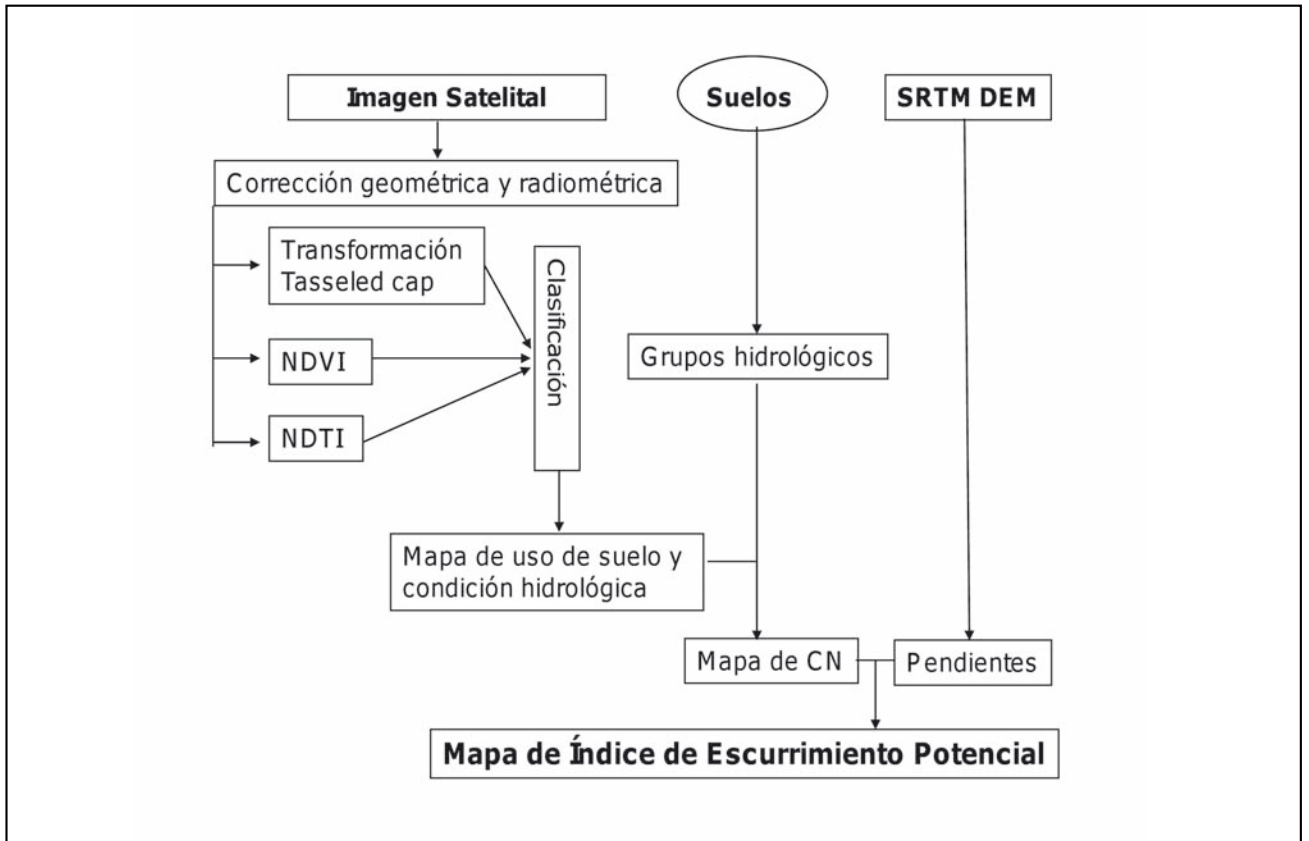 Imagen Satelital
Suelos
SRTM DEM
Corrección geométrica y radiométrica
Transformación
Tasseled cap
Clasificación
NDVI
Grupos hidrológicos
NDTI
Mapa de uso de suelo y
condición hidrológica
Mapa de CN
Pendientes
Mapa de Índice de Escurrimiento Potencial